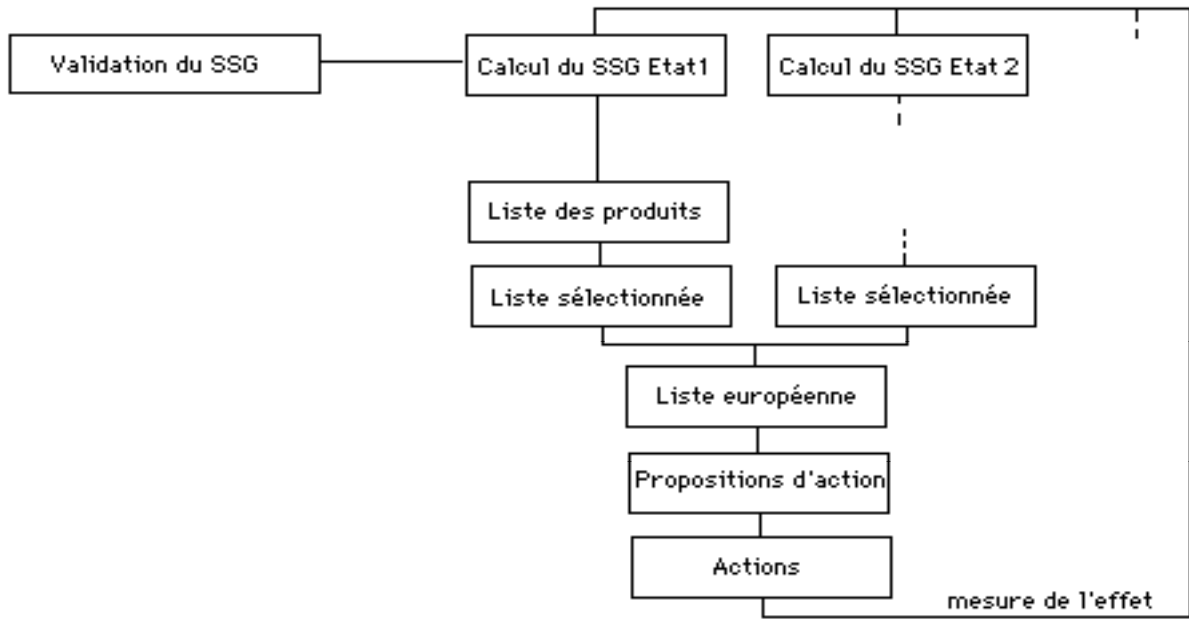 Validation du SSG
Calcul du SSG Etat1
Calcul du SSG Etat 2
Liste des produits
Liste sélectionnée
Liste sélectionnée
Liste européenne
Propositions d'action
Actions
mesure de l'effet